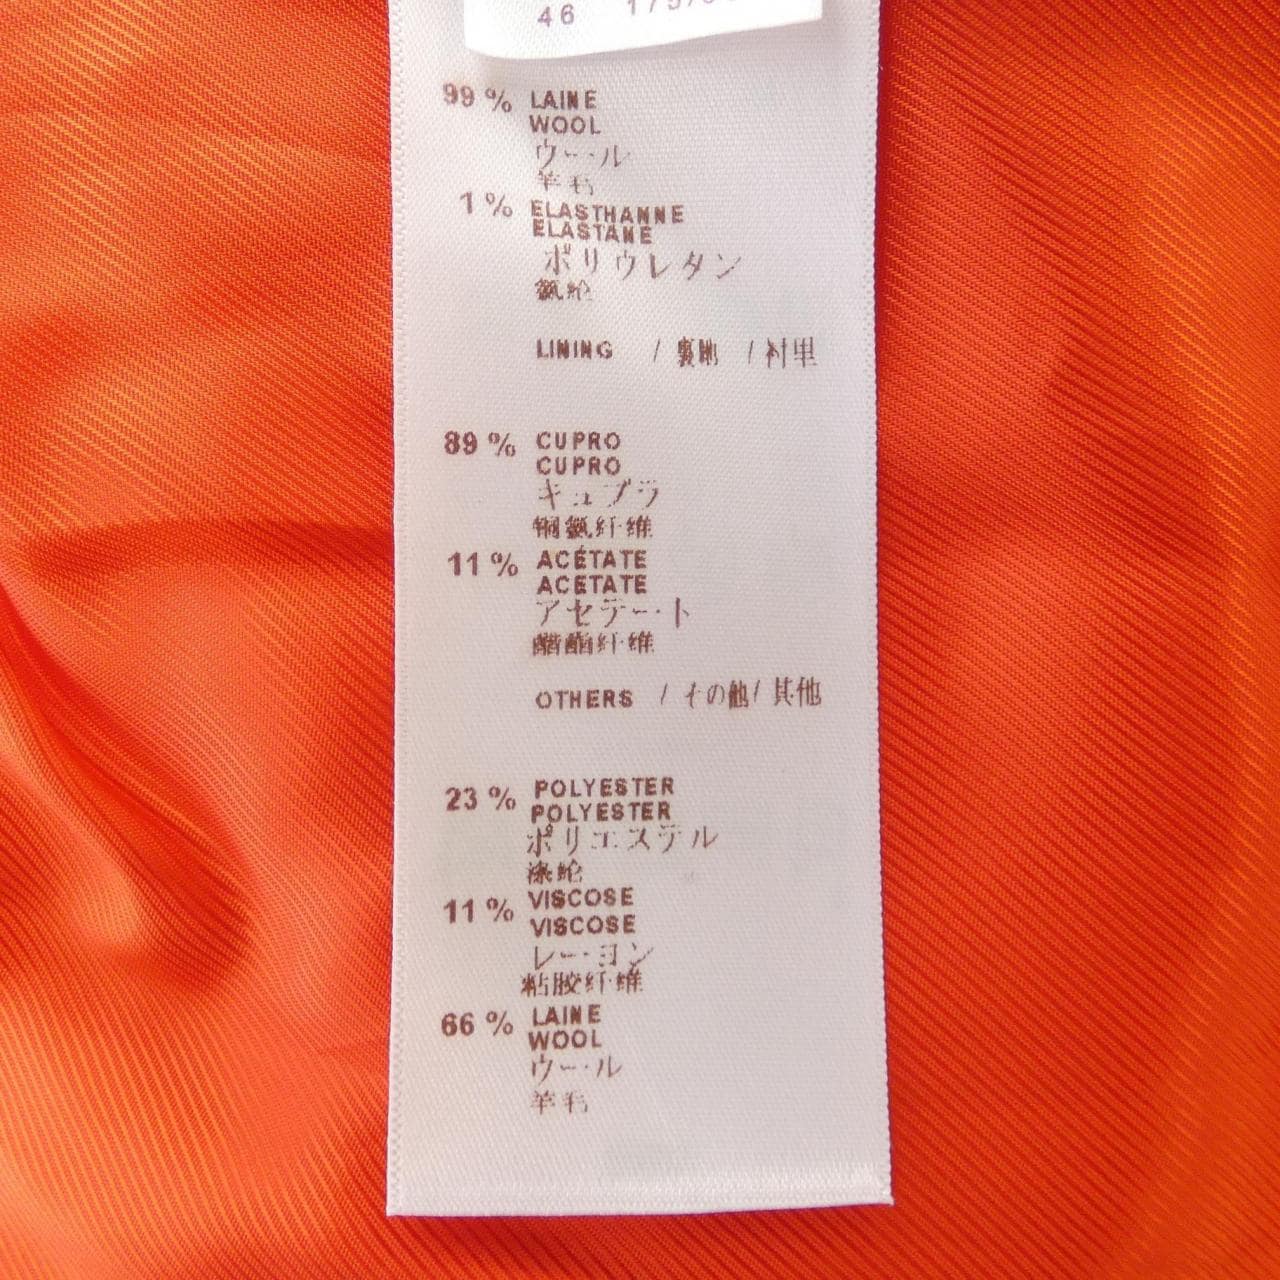 46
99 % LAINE
WOOL
ウール
羊毛
1 % ELASTHANNE
ELASTANE
ポリウレタン
氨纶
LINING / 裏地 / 衬里
89 % CUPRO
CUPRO
キュプラ
铜氨纤维
11 % ACÉTATE
ACETATE
アセテート
醋酯纤维
OTHERS / その他 / 其他
23 % POLYESTER
POLYESTER
ポリエステル
涤纶
11 % VISCOSE
VISCOSE
レーヨン
粘胶纤维
66 % LAINE
WOOL
ウール
羊毛